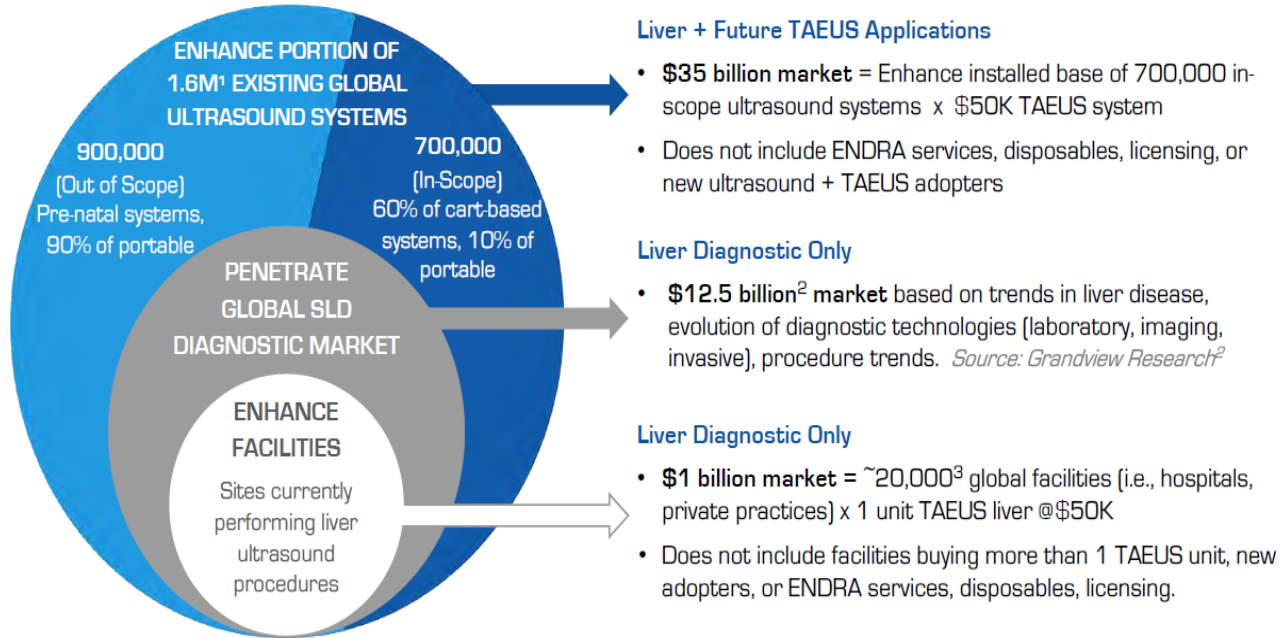 ENHANCE PORTION OF
1.6M¹ EXISTING GLOBAL
ULTRASOUND SYSTEMS
900,000
(Out of Scope)
Pre-natal systems,
90% of portable
700,000
(In-Scope)
60% of cart-based
systems, 10% of
portable
PENETRATE
GLOBAL SLD
DIAGNOSTIC MARKET
ENHANCE
FACILITIES
Sites currently
performing liver
ultrasound
procedures
Liver + Future TAEUS Applications
• $35 billion market = Enhance installed base of 700,000 in-
scope ultrasound systems x $50K TAEUS system
• Does not include ENDRA services, disposables, licensing, or
new ultrasound + TAEUS adopters
Liver Diagnostic Only
• $12.5 billion² market based on trends in liver disease,
evolution of diagnostic technologies (laboratory, imaging,
invasive), procedure trends. Source: Grandview Research²
Liver Diagnostic Only
• $1 billion market = ~20,000³ global facilities (i.e., hospitals,
private practices) x 1 unit TAEUS liver @$50K
• Does not include facilities buying more than 1 TAEUS unit, new
adopters, or ENDRA services, disposables, licensing.